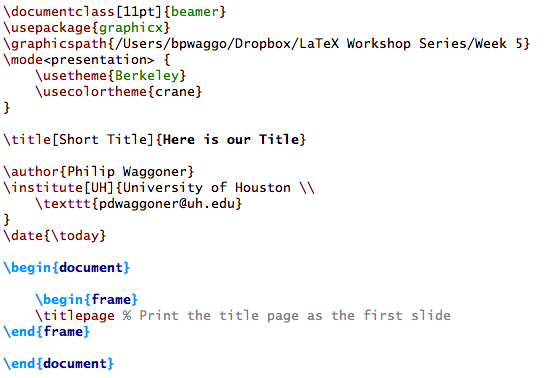 \documentclass[11pt]{beamer}
\usepackage{graphicx}
\graphicspath{/Users/bpwaggo/Dropbox/LaTeX Workshop Series/Week 5}
\mode<presentation> {
    \usetheme{Berkeley}
    \usecolortheme{crane}
}

\title[Short Title]{Here is our Title}

\author{Philip Waggoner}
\institute[UH]{University of Houston \\
    \texttt{pdwaggoner@uh.edu}
}
\date{\today}

\begin{document}

    \begin{frame}
    \titlepage % Print the title page as the first slide
\end{frame}

\end{document}